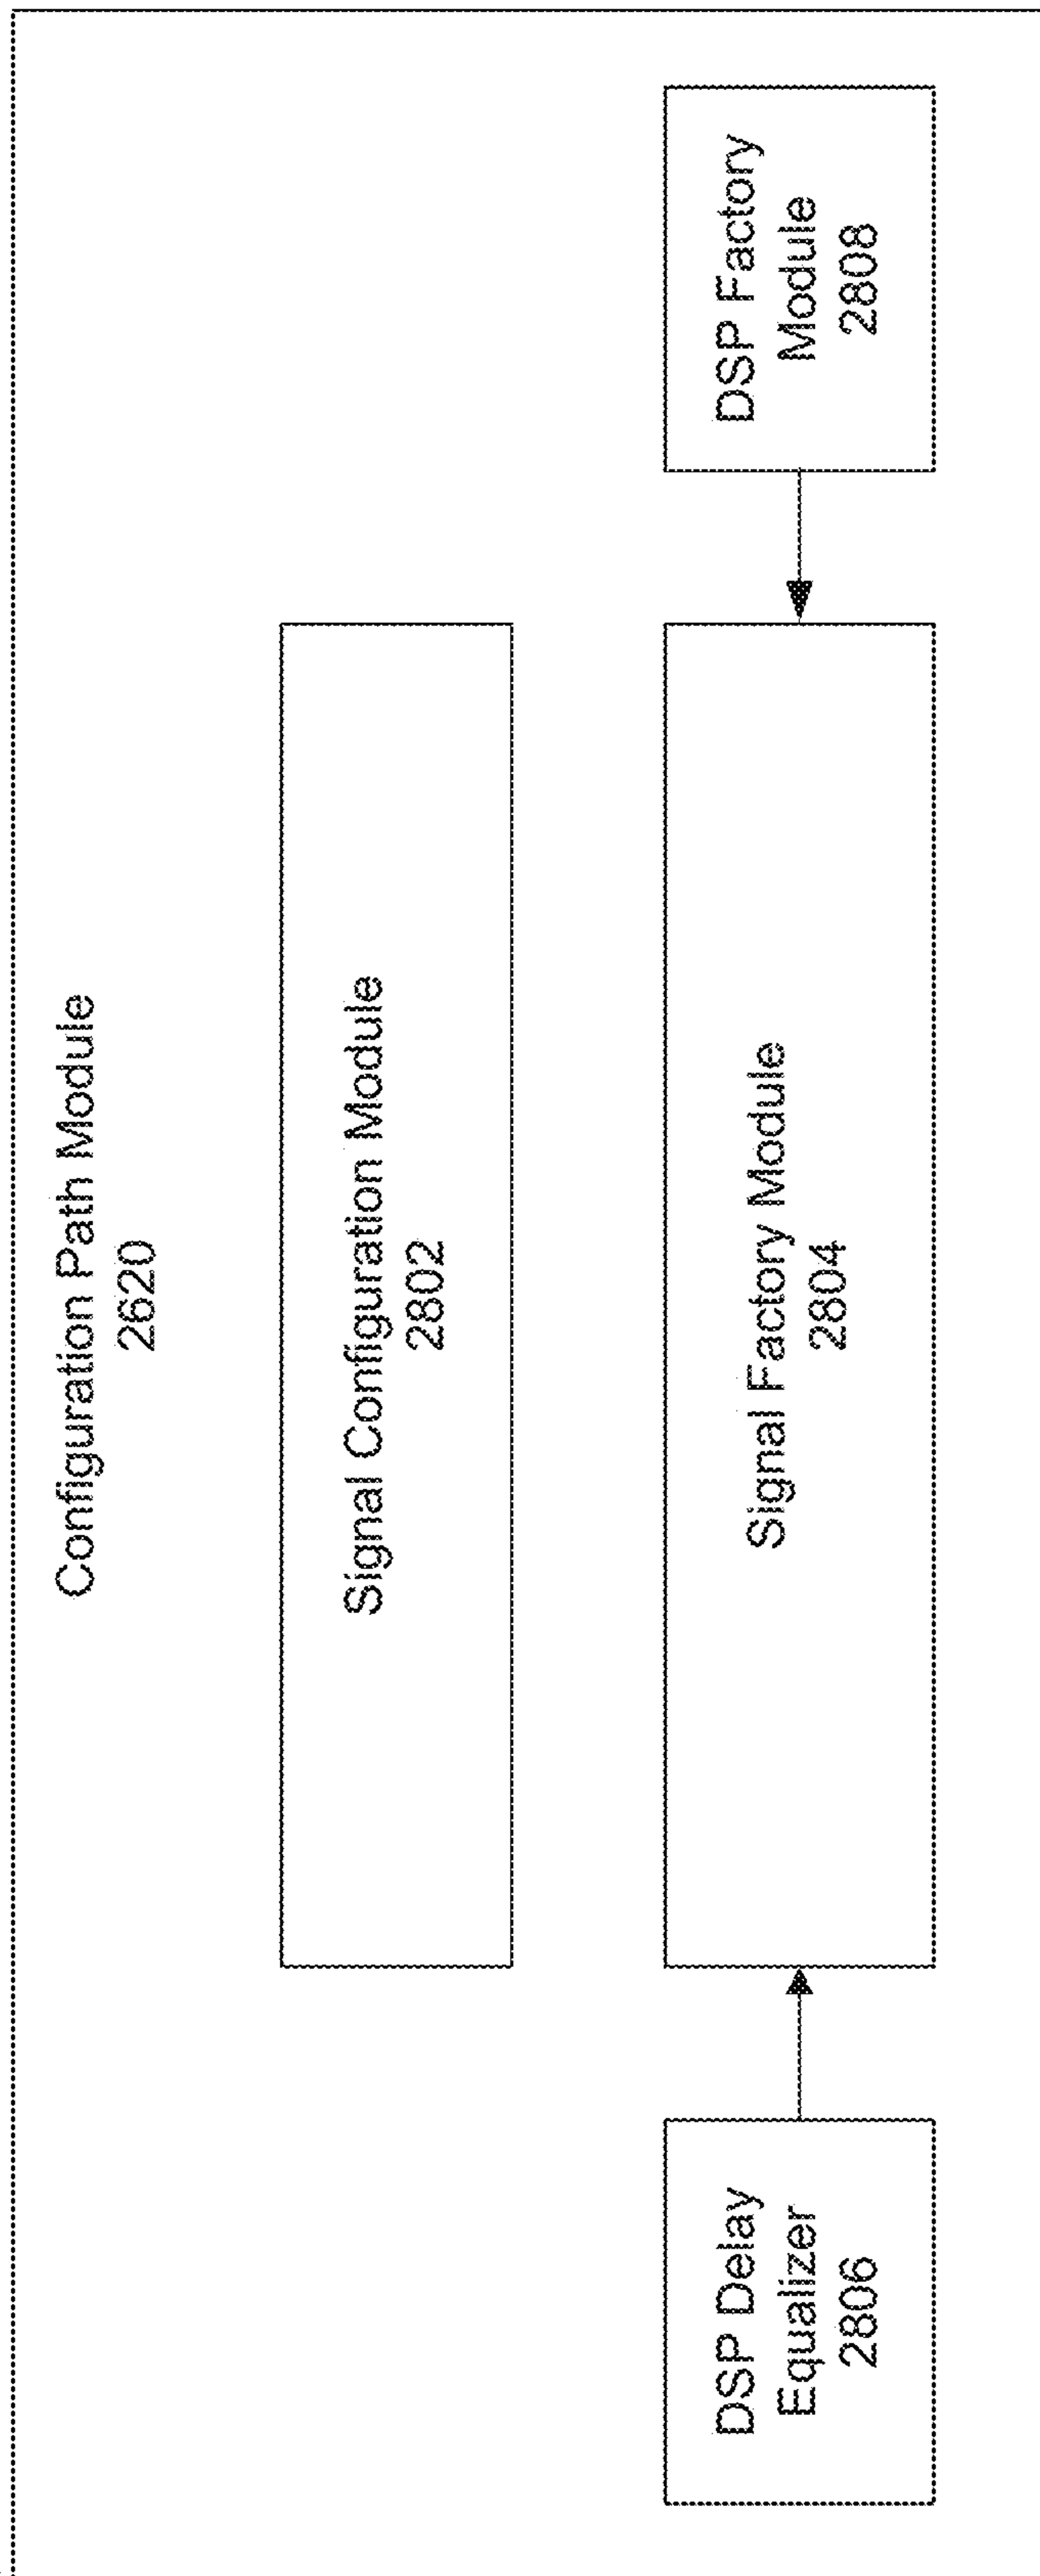 Configuration Path Module
2620
Signal Configuration Module
2802
DSP Delay
Equalizer
2806
Signal Factory Module
2804
DSP Factory
Module
2808